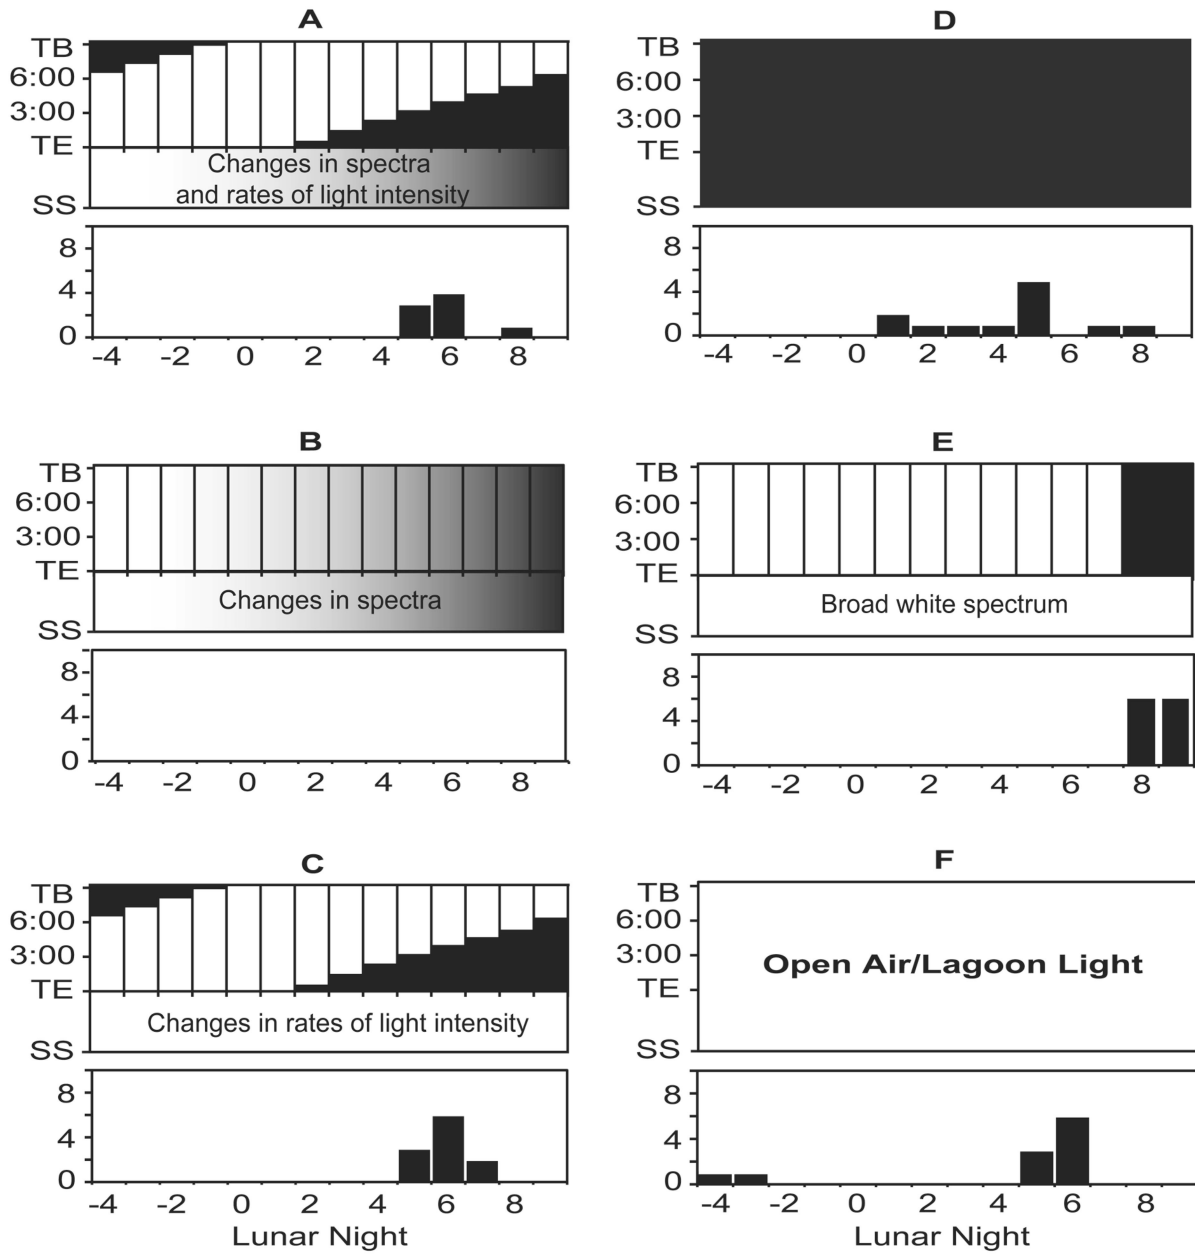 A
TB
6:00
3:00
TE
SS
Changes in spectra
and rates of light intensity
8
4
0
-4 -2 0 2 4 6 8
D
TB
6:00
3:00
TE
SS
8
4
0
-4 -2 0 2 4 6 8
B
TB
6:00
3:00
TE
SS
Changes in spectra
8
4
0
-4 -2 0 2 4 6 8
E
TB
6:00
3:00
TE
SS
Broad white spectrum
8
4
0
-4 -2 0 2 4 6 8
C
TB
6:00
3:00
TE
SS
Changes in rates of light intensity
8
4
0
-4 -2 0 2 4 6 8
Lunar Night
F
TB
6:00
3:00
TE
SS
Open Air/Lagoon Light
8
4
0
-4 -2 0 2 4 6 8
Lunar Night